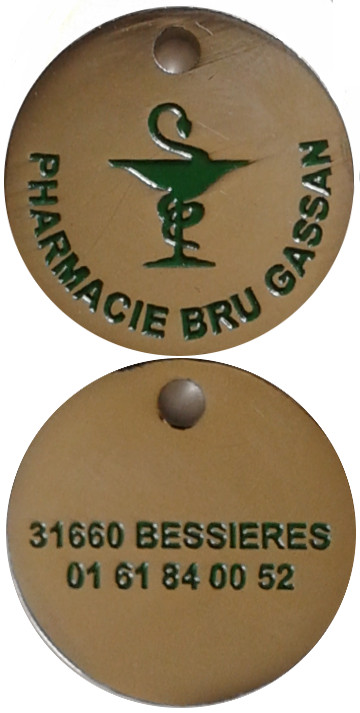 PHARMACIE BRU GASSAN
31660 BESSIERES
01 61 84 00 52